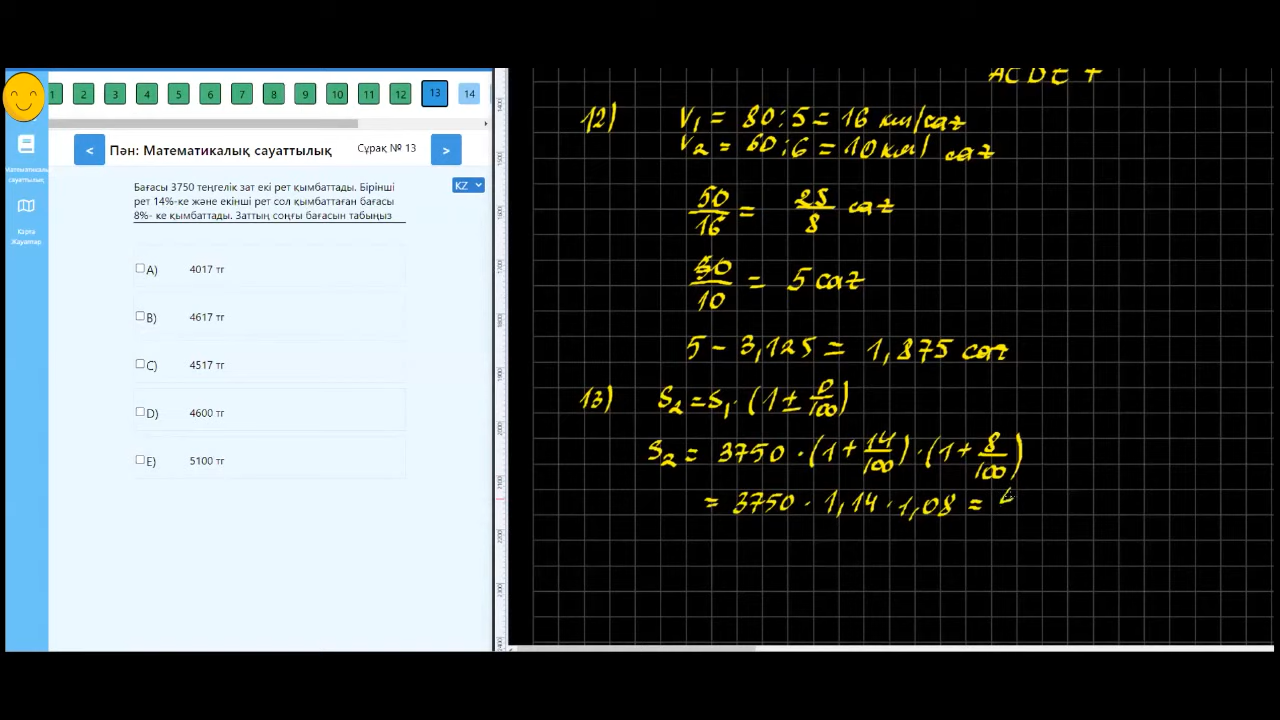 1 2 3 4 5 6 7 8 9 10 11 12 13 14
< Пән: Математикалық сауаттылық Сұрақ № 13 >
Математикалық сауаттылық
Карта
Жауаптар
KZ
Бағасы 3750 теңгелік зат екі рет қымбаттады. Бірінші
рет 14%-ке және екінші рет сол қымбаттаған бағасы
8%- ке қымбаттады. Заттың соңғы бағасын табыңыз
A) 4017 тг
B) 4617 тг
C) 4517 тг
D) 4600 тг
E) 5100 тг
ACDE +
12) V₁ = 80 : 5 = 16 км/сағ
V₂ = 60 : 6 = 10 км/ сағ
50/16 = 25/8 сағ
50/10 = 5 сағ
5 - 3,125 = 1,875 сағ
13) S₂ = S₁ · (1 ± p/100)
S₂ = 3750 · (1 + 14/100) · (1 + 8/100)
= 3750 · 1,14 · 1,08 =